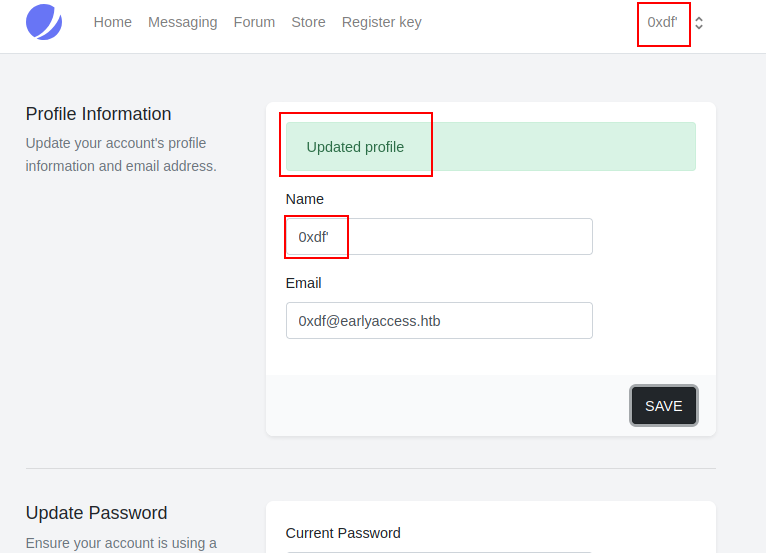 Home Messaging Forum Store Register key 0xdf'
Profile Information
Update your account's profile
information and email address.
Updated profile
Name
0xdf'
Email
0xdf@earlyaccess.htb
SAVE
Update Password
Ensure your account is using a
Current Password